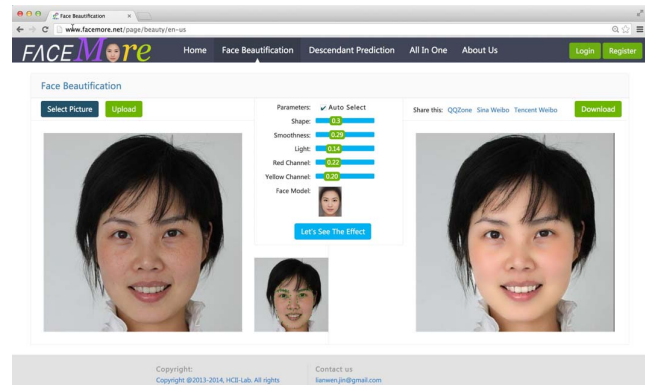 Face Beautification
www.facemore.net/page/beauty/en-us
FACEMore
Home Face Beautification Descendant Prediction All In One About Us Login Register
Face Beautification
Select Picture Upload
Parameters: Auto Select
Share this: QQZone Sina Weibo Tencent Weibo Download
Shape: 0.3
Smoothness: 0.29
Light: 0.14
Red Channel: 0.22
Yellow Channel: 0.20
Face Model:
Let's See The Effect
Copyright: Contact us
Copyright @2013-2014, HCII-Lab. All rights lianwen.jin@gmail.com